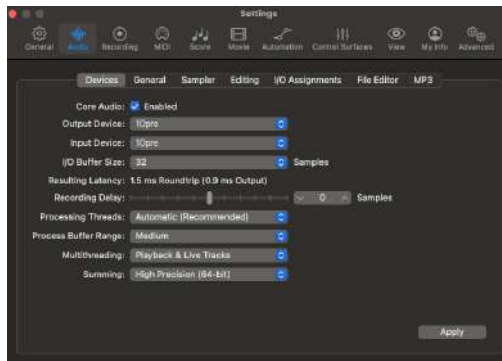 Settings
General Audio Recording MIDI Score Movie Automation Control Surfaces View My Info Advanced
Devices General Sampler Editing I/O Assignments File Editor MP3
Core Audio: Enabled
Output Device: 10pre
Input Device: 10pre
I/O Buffer Size: 32 Samples
Resulting Latency: 1.5 ms Roundtrip (0.9 ms Output)
Recording Delay: 0 Samples
Processing Threads: Automatic (Recommended)
Process Buffer Range: Medium
Multithreading: Playback & Live Tracks
Summing: High Precision (64-bit)
Apply